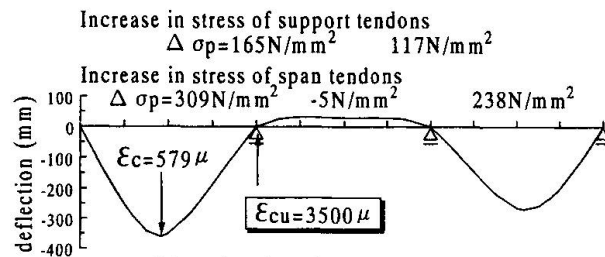 Increase in stress of support tendons
Δ σp=165N/mm² 117N/mm²
Increase in stress of span tendons
Δ σp=309N/mm² -5N/mm² 238N/mm²
deflection (mm)
100
0
-100
-200
-300
-400
εc=579μ
εcu=3500μ